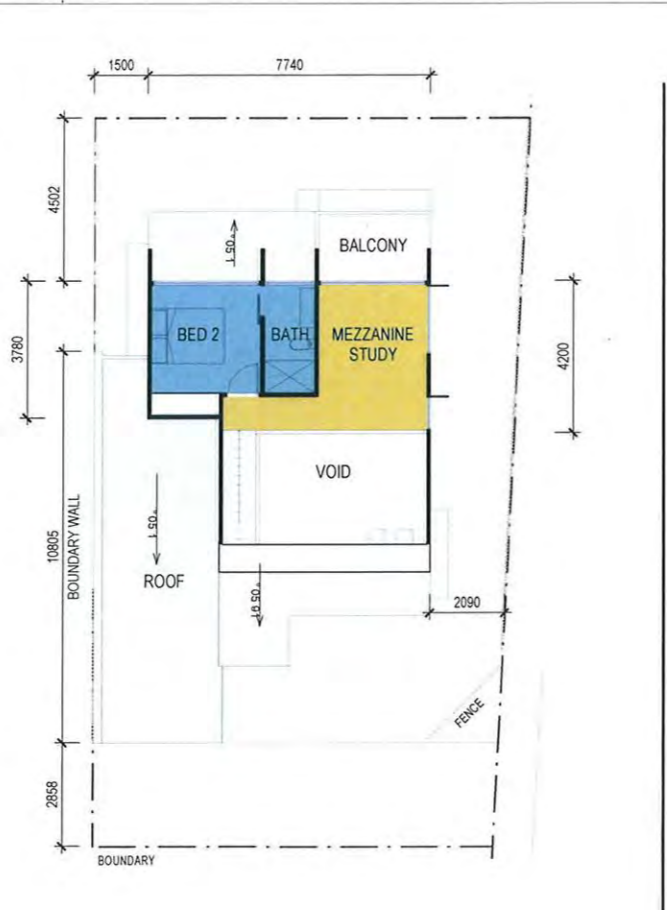 1500
7740
4502
BALCONY
3780
BED 2
BATH
MEZZANINE
STUDY
4200
VOID
10805
BOUNDARY WALL
ROOF
2090
FENCE
2858
BOUNDARY